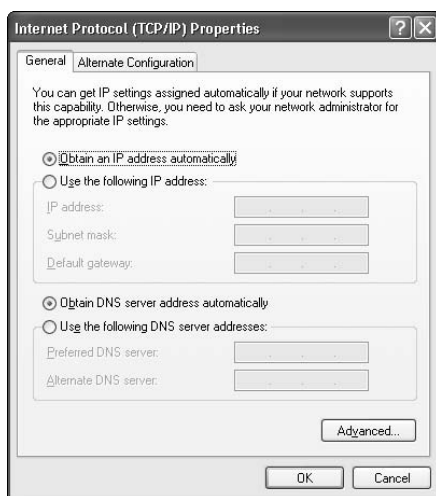 Internet Protocol (TCP/IP) Properties
General
Alternate Configuration
You can get IP settings assigned automatically if your network supports
this capability. Otherwise, you need to ask your network administrator for
the appropriate IP settings.
Obtain an IP address automatically
Use the following IP address:
IP address:
Subnet mask:
Default gateway:
Obtain DNS server address automatically
Use the following DNS server addresses:
Preferred DNS server:
Alternate DNS server:
Advanced...
OK
Cancel